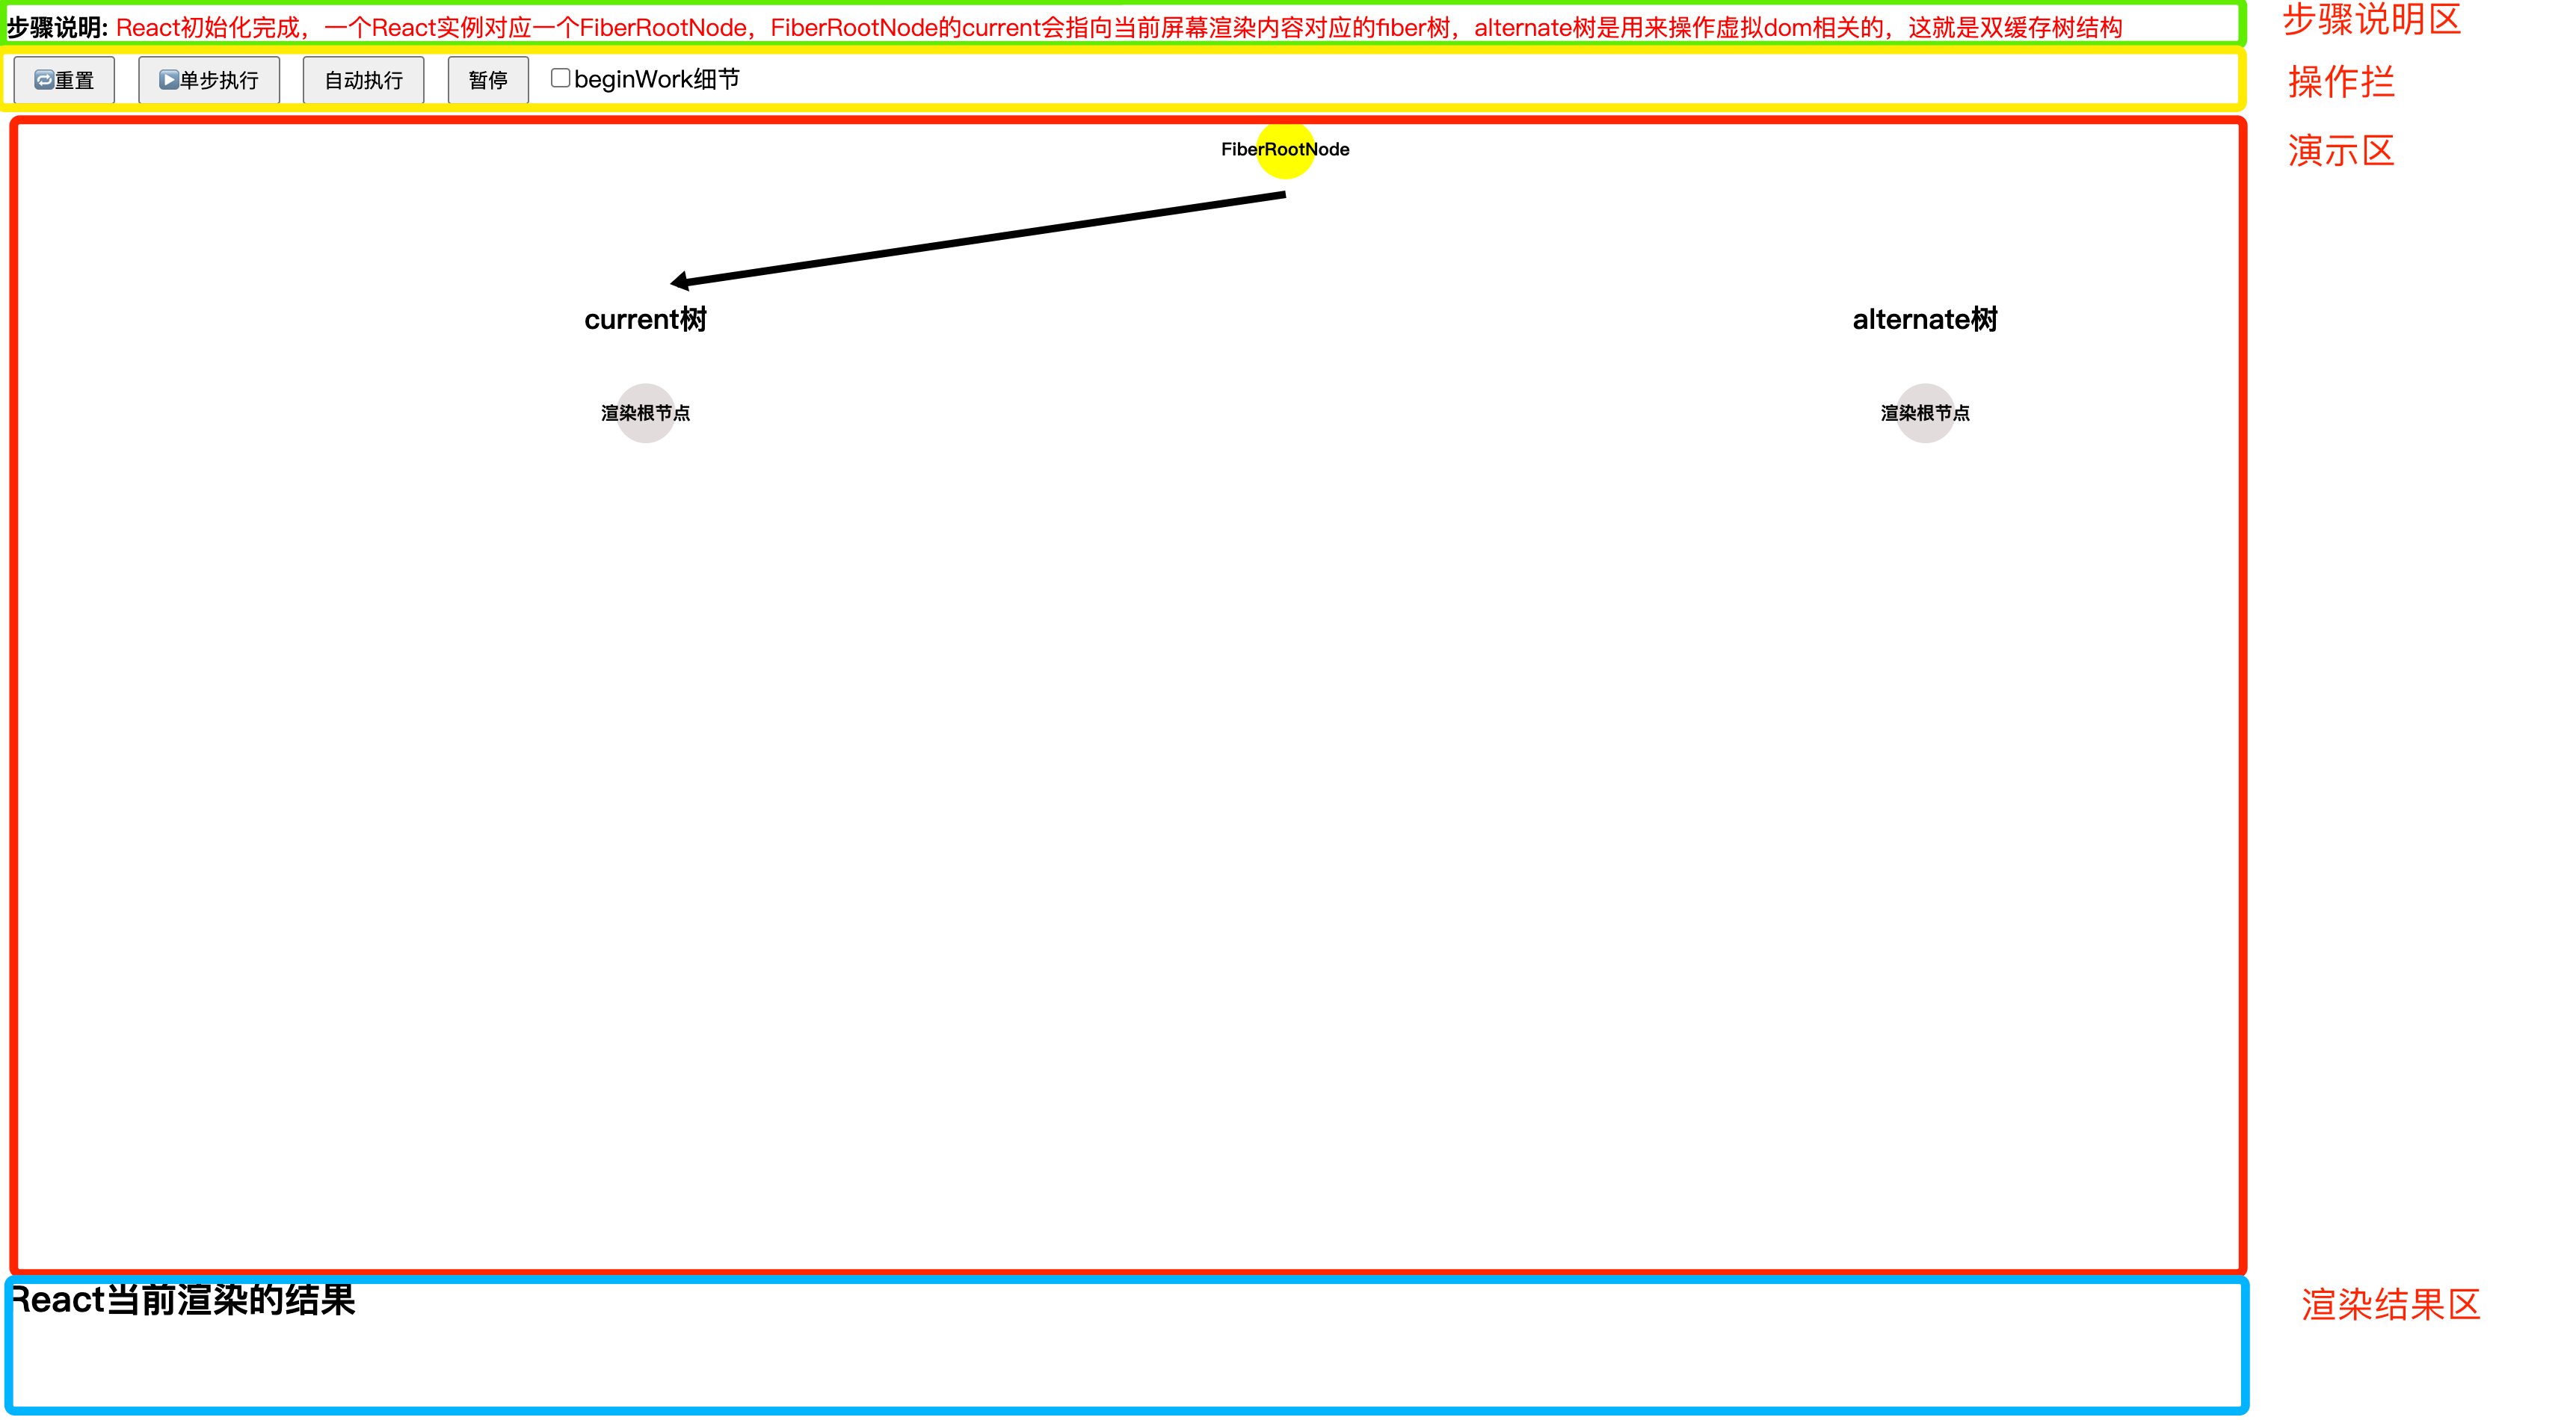 步骤说明: React初始化完成，一个React实例对应一个FiberRootNode，FiberRootNode的current会指向当前屏幕渲染内容对应的fiber树，alternate树是用来操作虚拟dom相关的，这就是双缓存树结构
步骤说明区
重置 单步执行 自动执行 暂停 beginWork细节
操作拦
FiberRootNode
演示区
current树 alternate树
渲染根节点 渲染根节点
React当前渲染的结果
渲染结果区